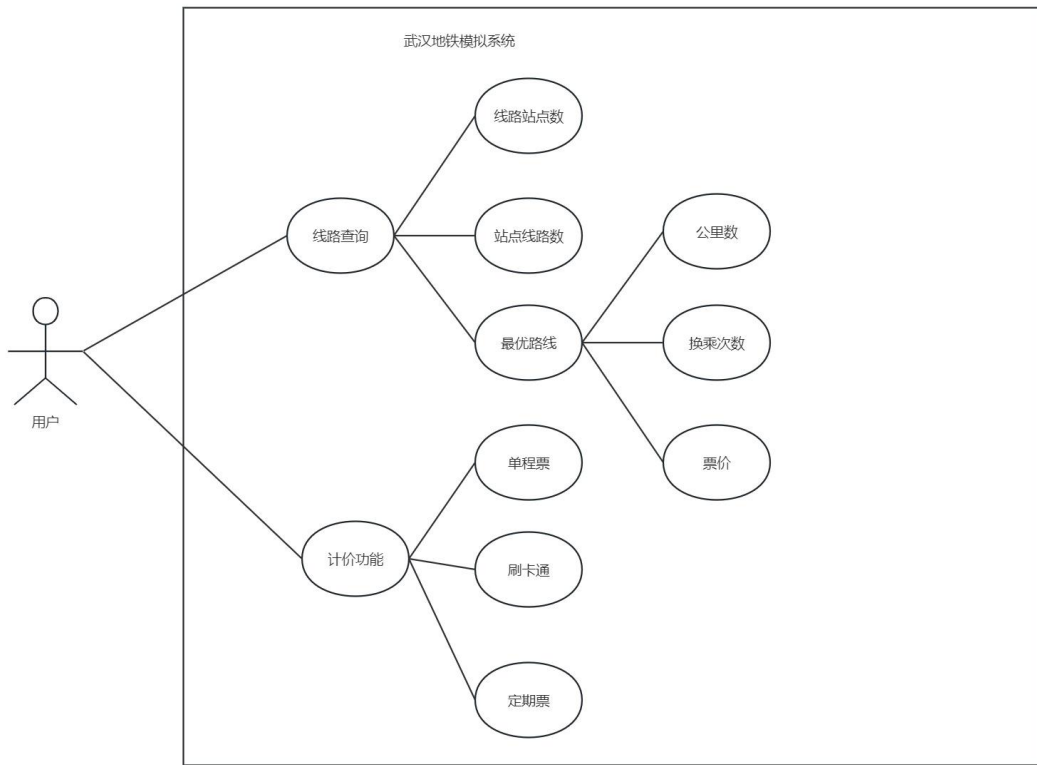 武汉地铁模拟系统
线路站点数
线路查询
站点线路数
公里数
最优路线
换乘次数
用户
单程票
票价
计价功能
刷卡通
定期票